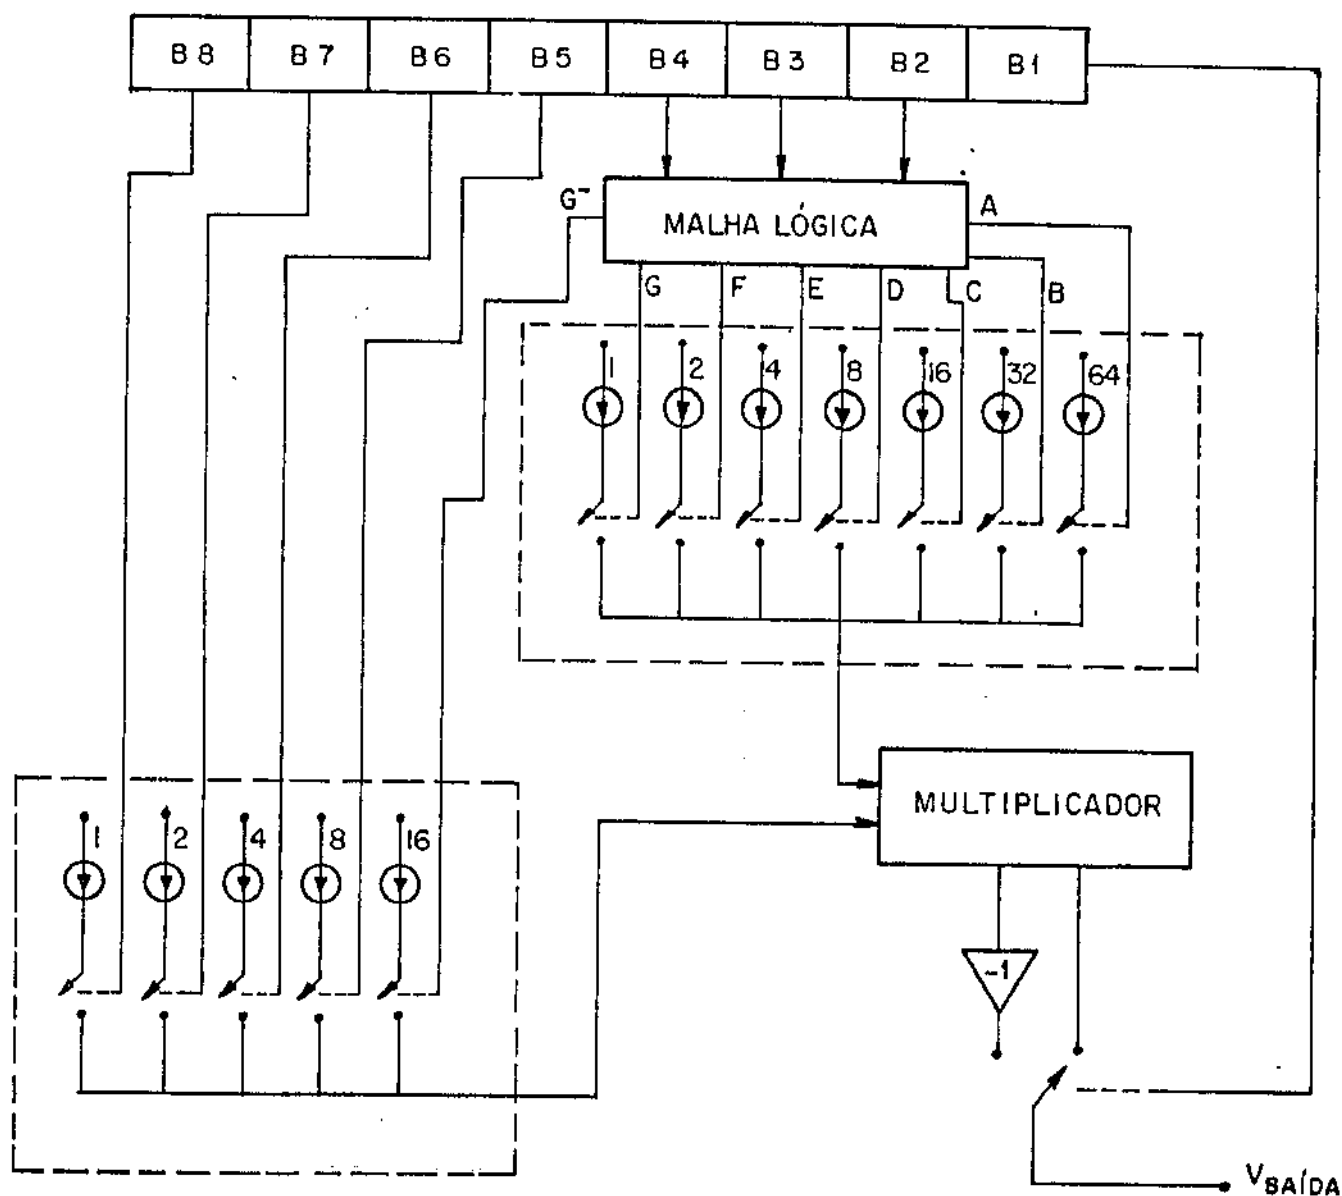 B8 B7 B6 B5 B4 B3 B2 B1
G⁻ MALHA LÓGICA A
G F E D C B
1 2 4 8 16 32 64
MULTIPLICADOR
1 2 4 8 16
-1
VSAÍDA